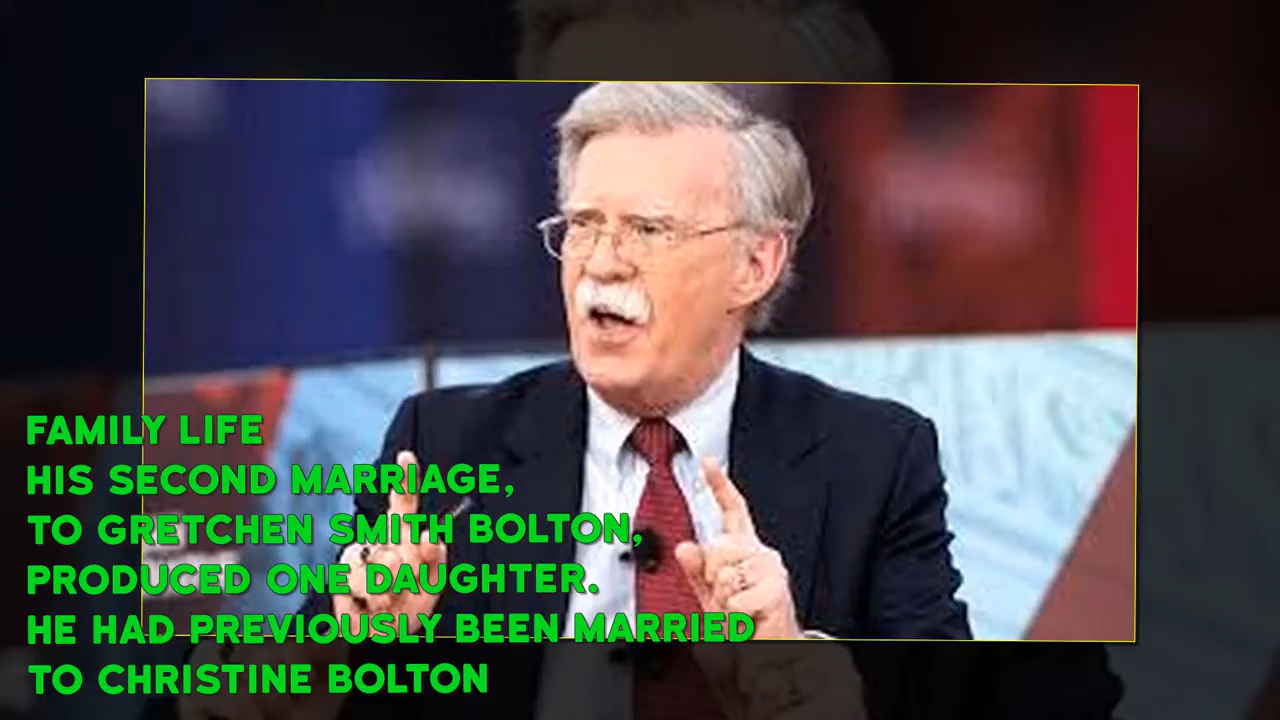 FAMILY LIFE
HIS SECOND MARRIAGE,
TO GRETCHEN SMITH BOLTON,
PRODUCED ONE DAUGHTER.
HE HAD PREVIOUSLY BEEN MARRIED
TO CHRISTINE BOLTON